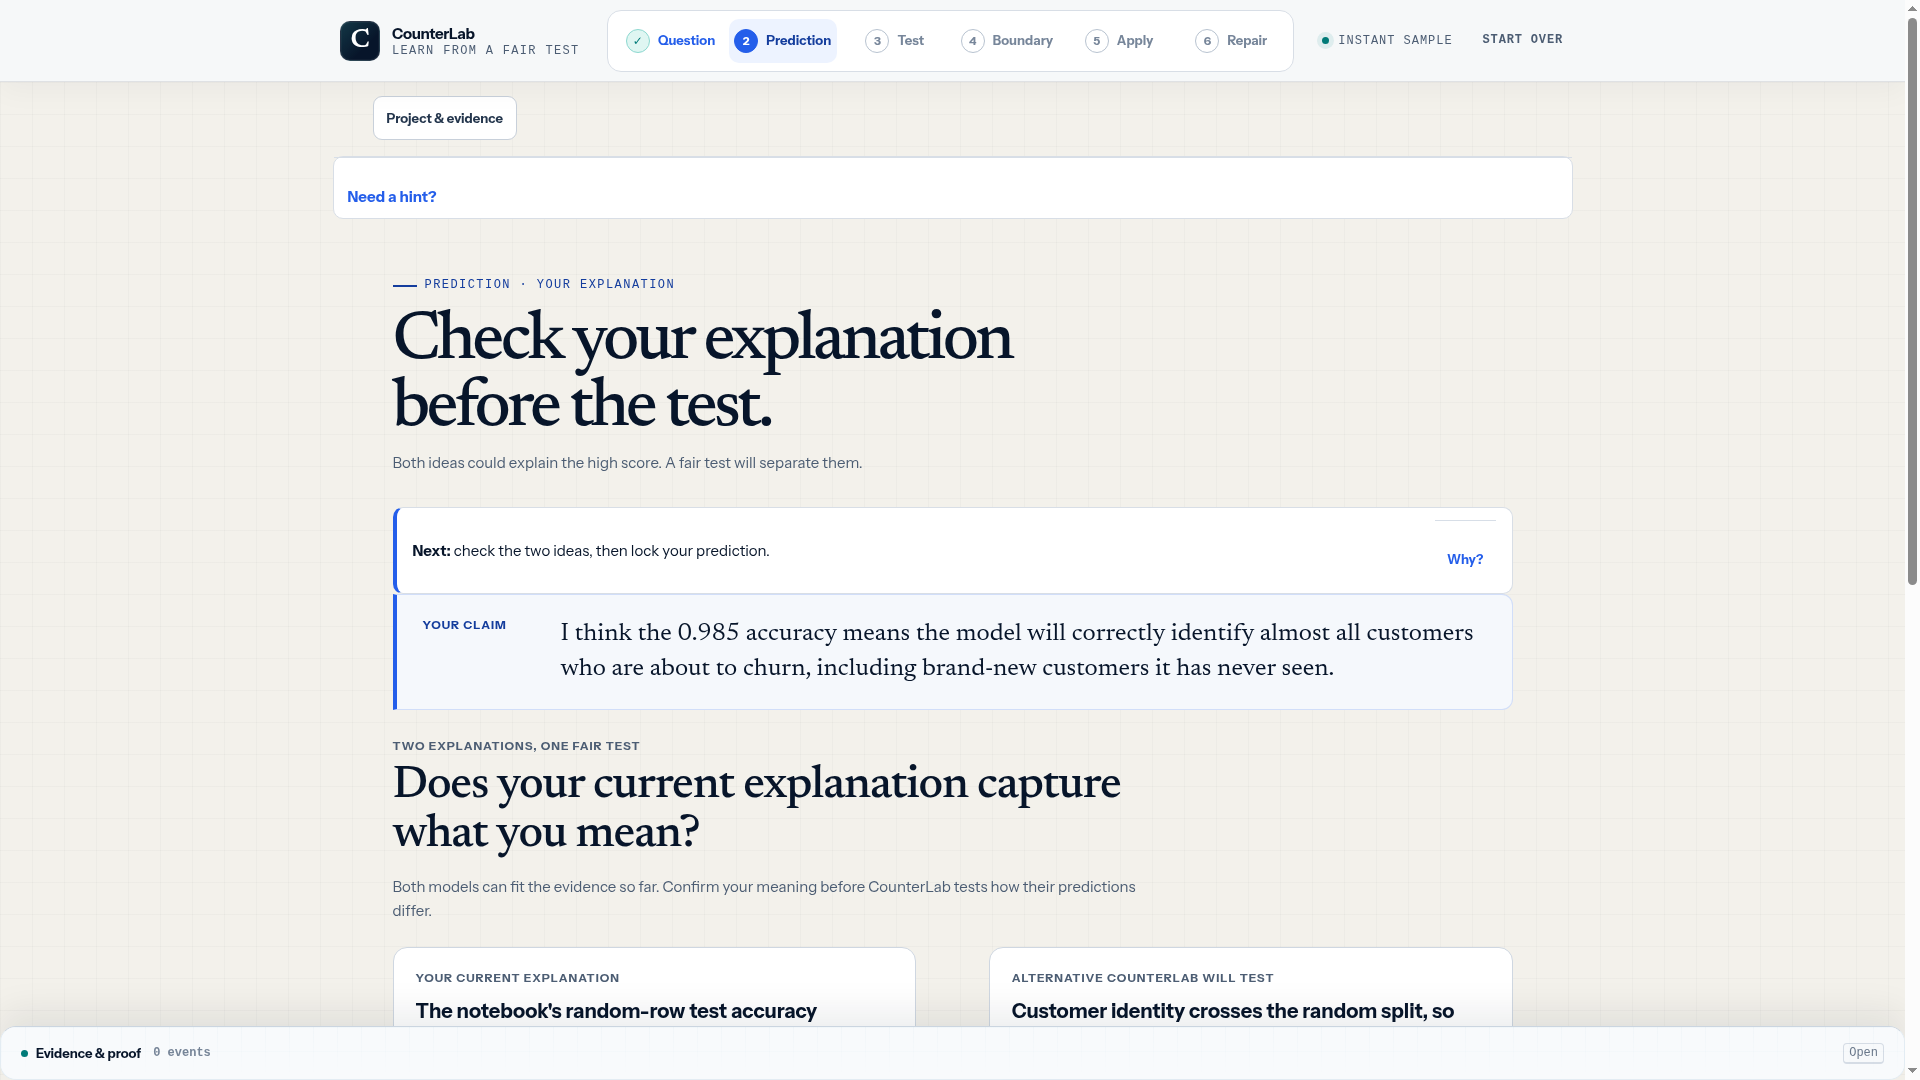 C
CounterLab
LEARN FROM A FAIR TEST
✓ Question
2 Prediction
3 Test
4 Boundary
5 Apply
6 Repair
INSTANT SAMPLE
START OVER
Project & evidence
Need a hint?
PREDICTION · YOUR EXPLANATION
Check your explanation
before the test.
Both ideas could explain the high score. A fair test will separate them.
Next: check the two ideas, then lock your prediction.
Why?
YOUR CLAIM
I think the 0.985 accuracy means the model will correctly identify almost all customers
who are about to churn, including brand-new customers it has never seen.
TWO EXPLANATIONS, ONE FAIR TEST
Does your current explanation capture
what you mean?
Both models can fit the evidence so far. Confirm your meaning before CounterLab tests how their predictions
differ.
YOUR CURRENT EXPLANATION
The notebook's random-row test accuracy
ALTERNATIVE COUNTERLAB WILL TEST
Customer identity crosses the random split, so
Evidence & proof
0 events
Open